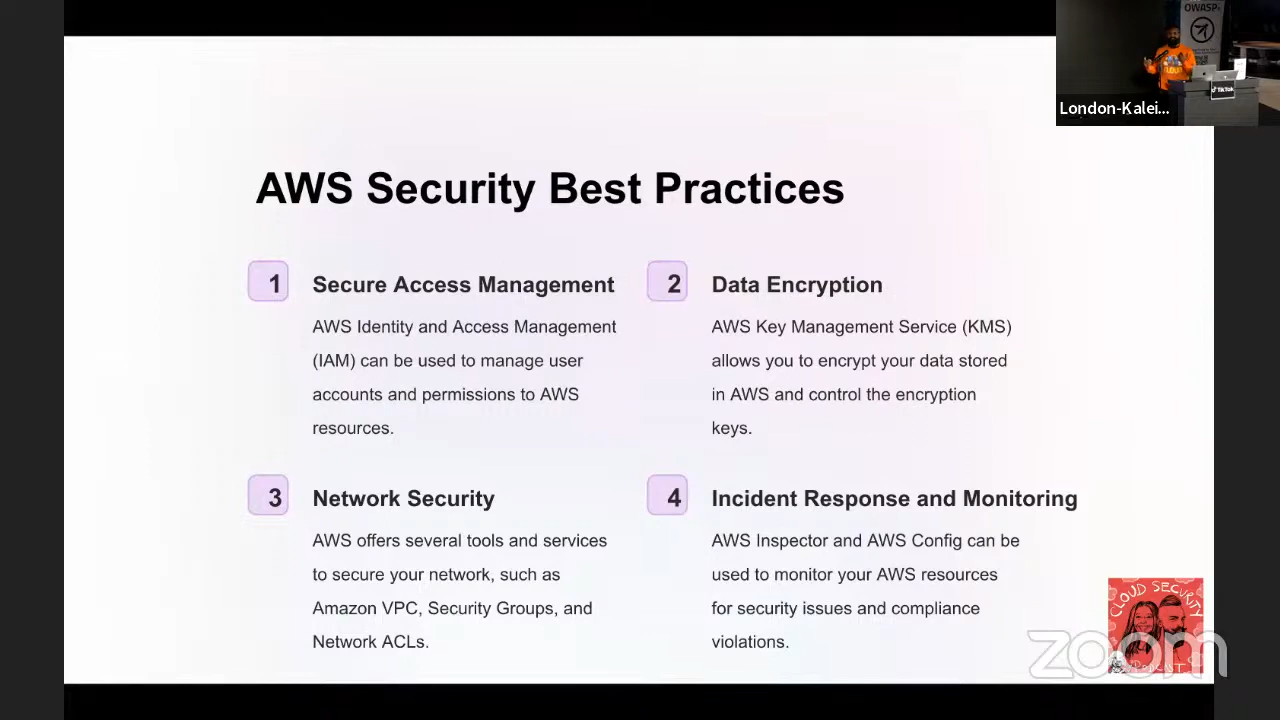 OWASP
TikTok
London-Kalei...
AWS Security Best Practices
1
Secure Access Management
AWS Identity and Access Management
(IAM) can be used to manage user
accounts and permissions to AWS
resources.
2
Data Encryption
AWS Key Management Service (KMS)
allows you to encrypt your data stored
in AWS and control the encryption
keys.
3
Network Security
AWS offers several tools and services
to secure your network, such as
Amazon VPC, Security Groups, and
Network ACLs.
4
Incident Response and Monitoring
AWS Inspector and AWS Config can be
used to monitor your AWS resources
for security issues and compliance
violations.
CLOUD SECURITY
PODCAST
zoom